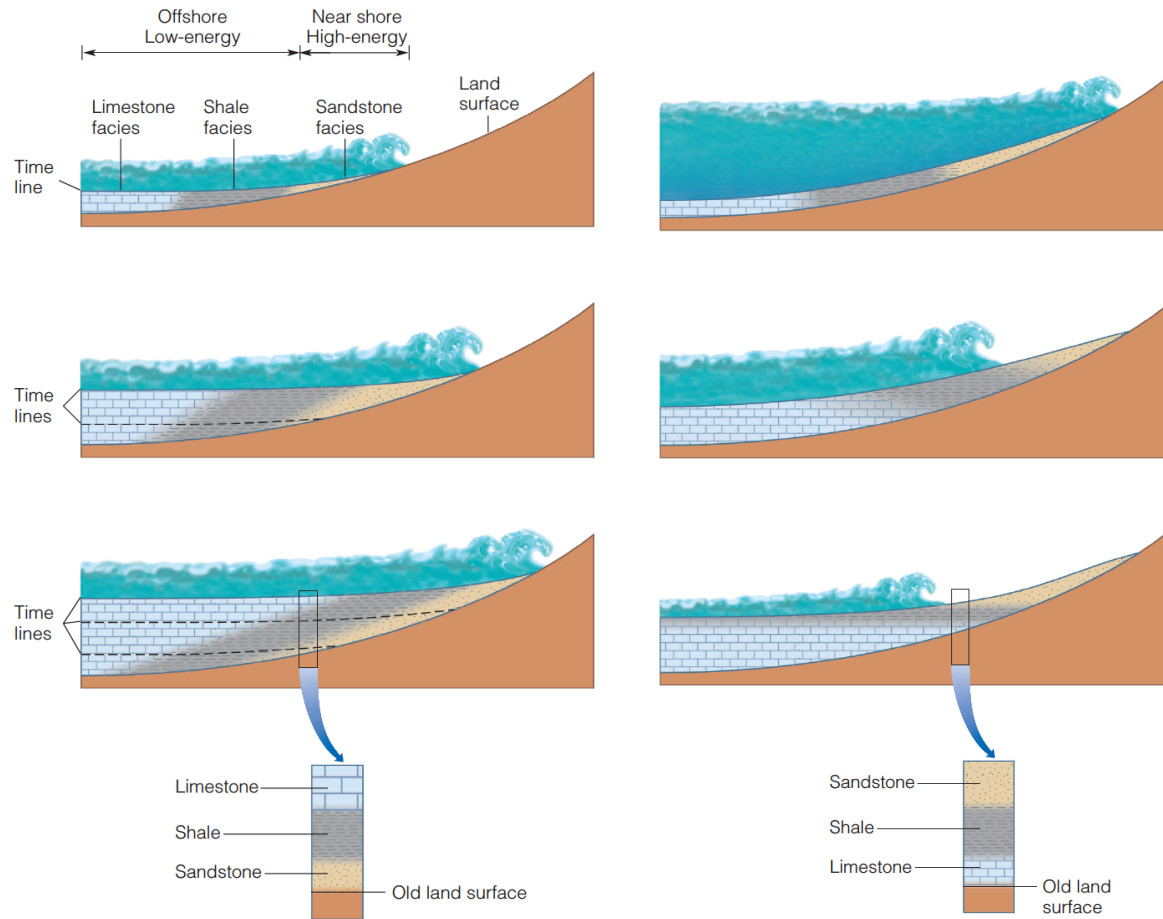 Offshore
Low-energy
Near shore
High-energy
Limestone
facies
Shale
facies
Sandstone
facies
Land
surface
Time
line
Time
lines
Time
lines
Limestone
Shale
Sandstone
Old land surface
Sandstone
Shale
Limestone
Old land
surface